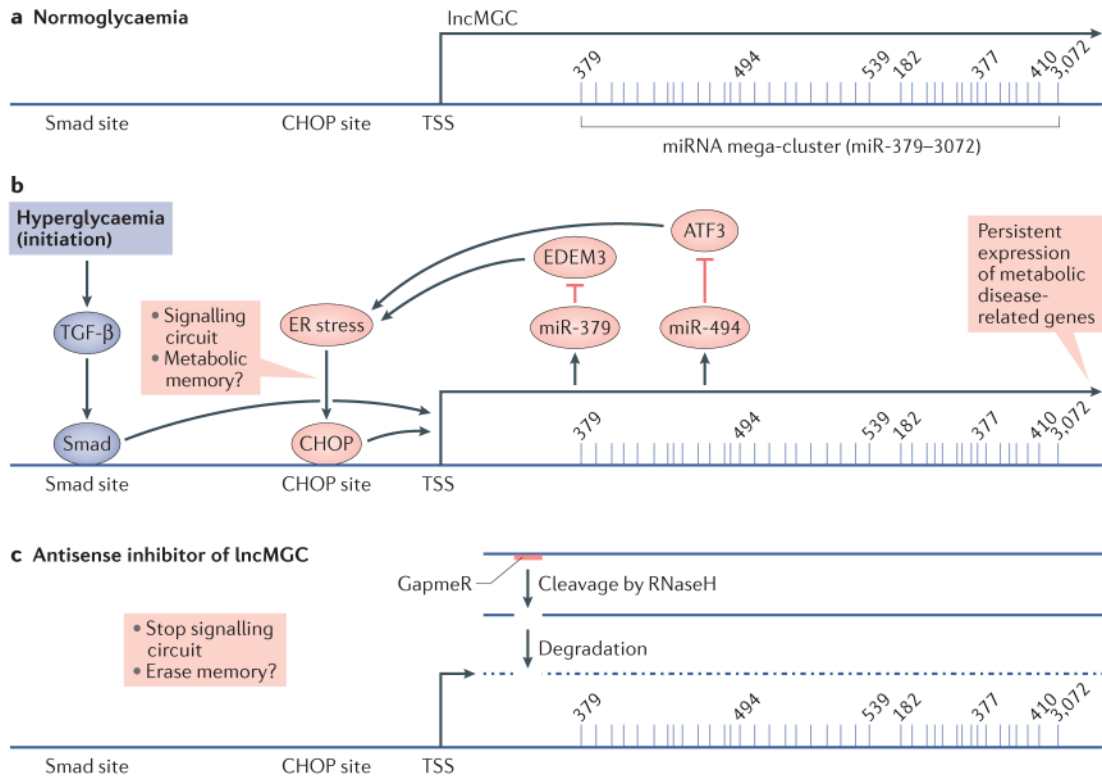 a Normoglycaemia
lncMGC
379
494
539
182
377
410
3,072
Smad site
CHOP site
TSS
miRNA mega-cluster (miR-379–3072)
b
Hyperglycaemia
(initiation)
TGF-β
Smad
• Signalling
circuit
• Metabolic
memory?
ER stress
CHOP
EDEM3
ATF3
miR-379
miR-494
Persistent
expression
of metabolic
disease-
related genes
379
494
539
182
377
410
3,072
Smad site
CHOP site
TSS
c Antisense inhibitor of lncMGC
GapmeR
Cleavage by RNaseH
Degradation
• Stop signalling
circuit
• Erase memory?
379
494
539
182
377
410
3,072
Smad site
CHOP site
TSS